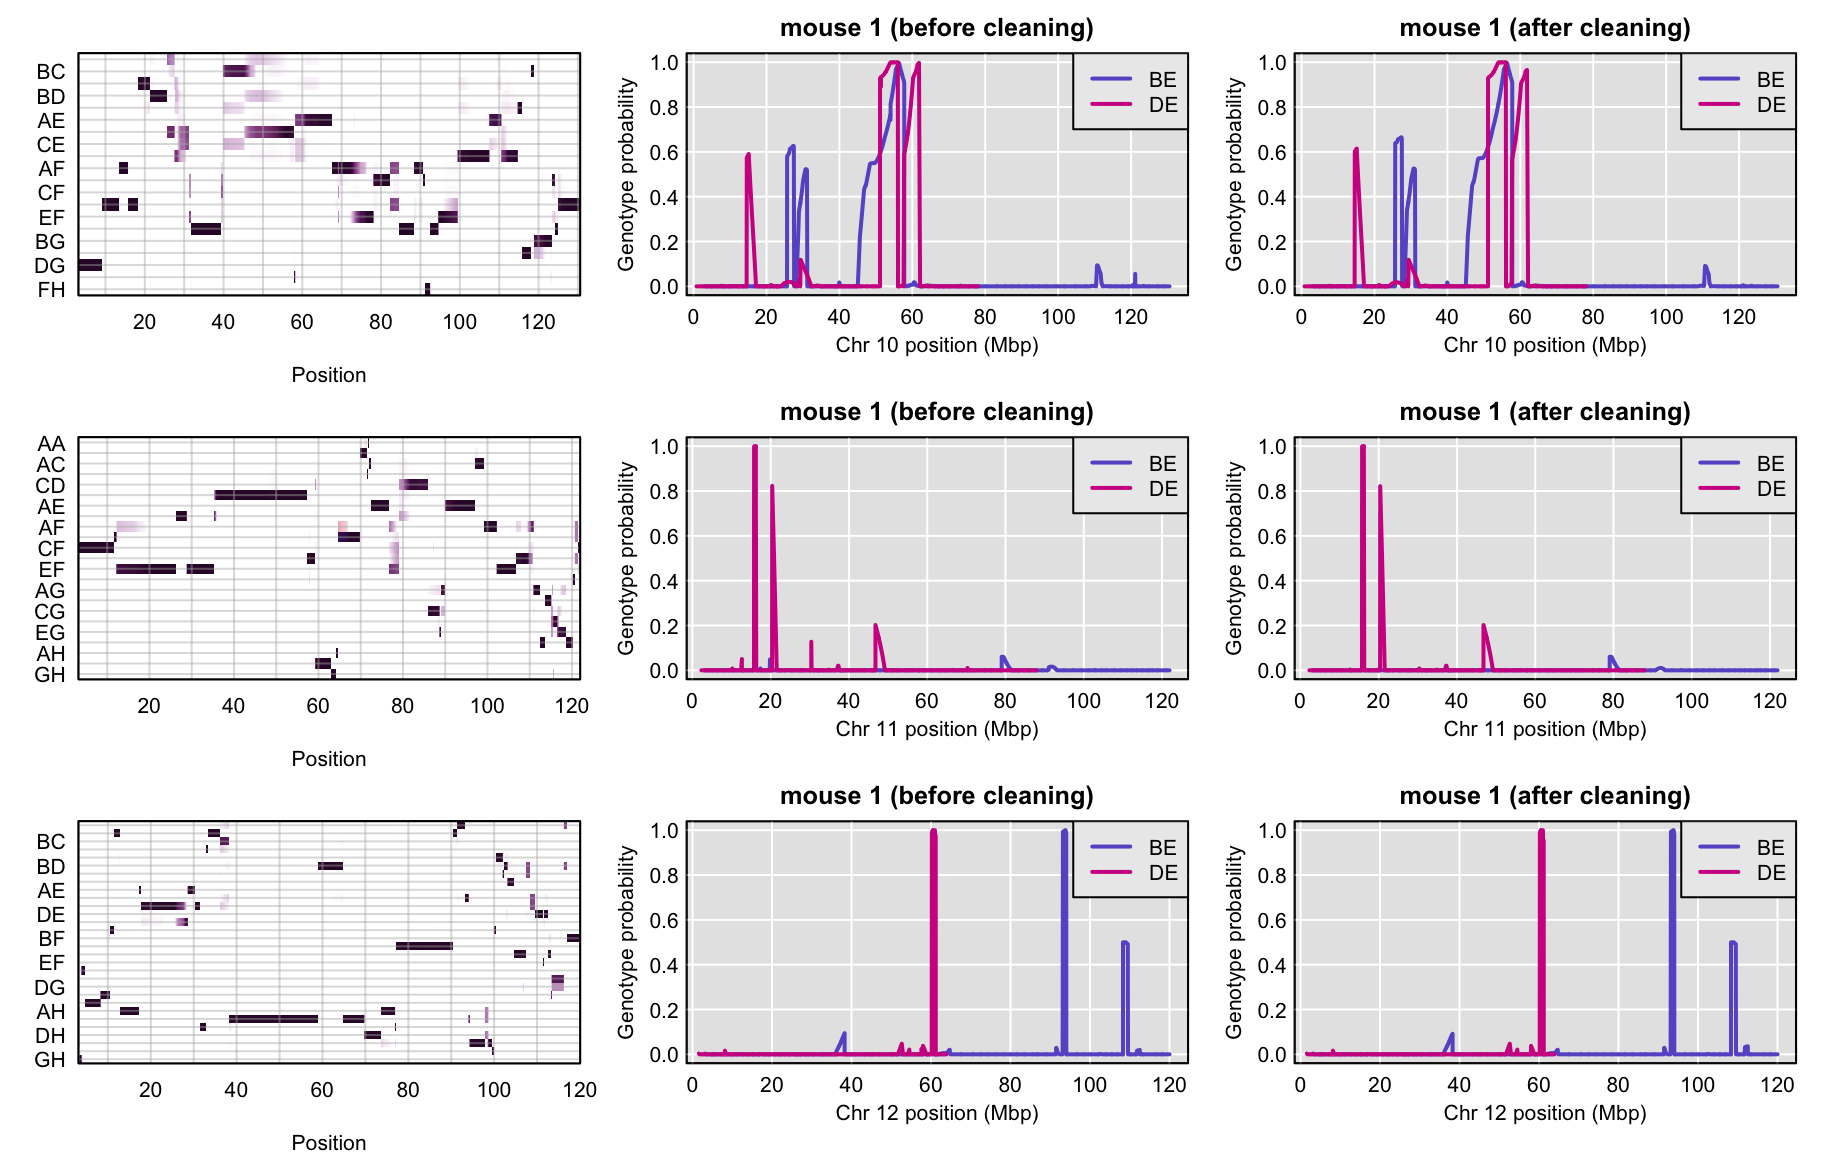 mouse 1 (before cleaning)
mouse 1 (after cleaning)
BC
BD
AE
CE
AF
CF
EF
BG
DG
FH
20 40 60 80 100 120
Position
Genotype probability
1.0
0.8
0.6
0.4
0.2
0.0
BE
DE
0 20 40 60 80 100 120
Chr 10 position (Mbp)
Genotype probability
1.0
0.8
0.6
0.4
0.2
0.0
BE
DE
0 20 40 60 80 100 120
Chr 10 position (Mbp)
mouse 1 (before cleaning)
mouse 1 (after cleaning)
AA
AC
CD
AE
AF
CF
EF
AG
CG
EG
AH
GH
20 40 60 80 100 120
Position
Genotype probability
1.0
0.8
0.6
0.4
0.2
0.0
BE
DE
0 20 40 60 80 100 120
Chr 11 position (Mbp)
Genotype probability
1.0
0.8
0.6
0.4
0.2
0.0
BE
DE
0 20 40 60 80 100 120
Chr 11 position (Mbp)
mouse 1 (before cleaning)
mouse 1 (after cleaning)
BC
BD
AE
DE
BF
EF
DG
AH
DH
GH
20 40 60 80 100 120
Position
Genotype probability
1.0
0.8
0.6
0.4
0.2
0.0
BE
DE
0 20 40 60 80 100 120
Chr 12 position (Mbp)
Genotype probability
1.0
0.8
0.6
0.4
0.2
0.0
BE
DE
0 20 40 60 80 100 120
Chr 12 position (Mbp)